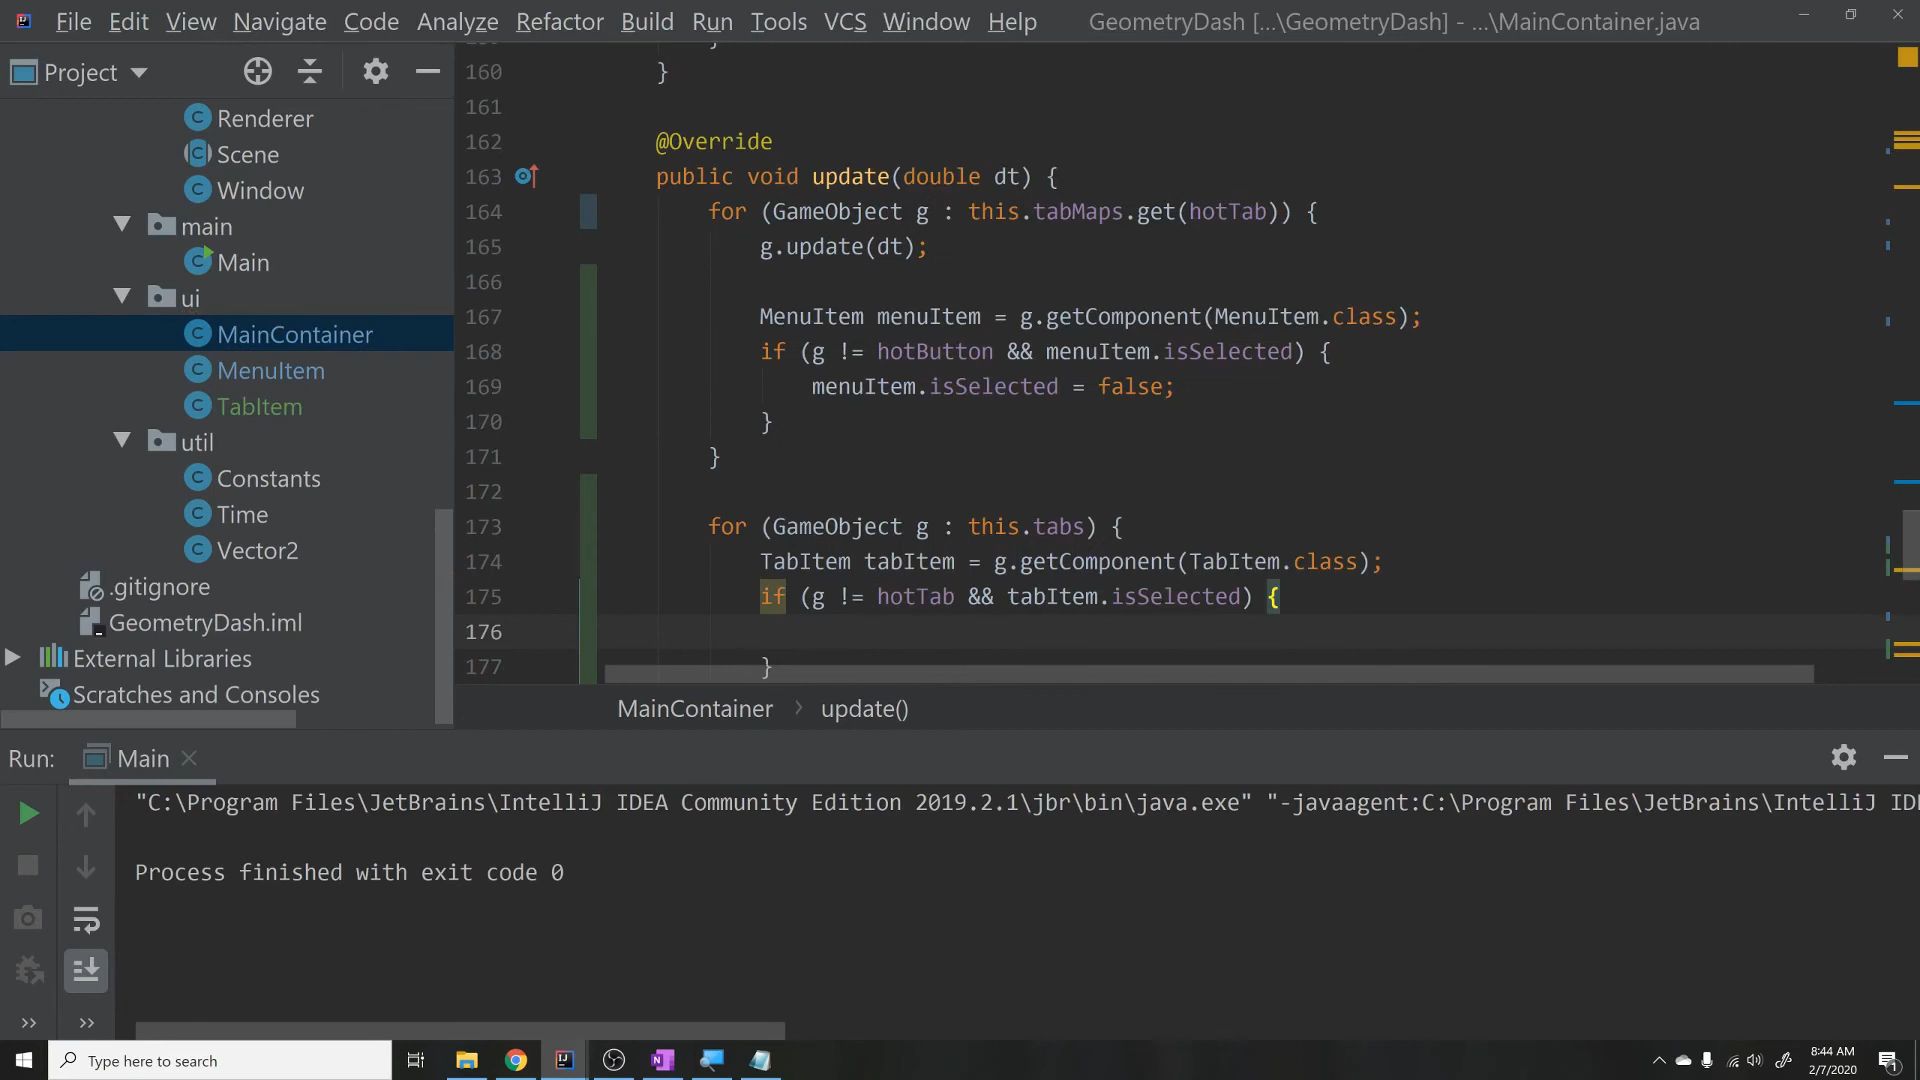 File Edit View Navigate Code Analyze Refactor Build Run Tools VCS Window Help GeometryDash [...\GeometryDash] - ...\MainContainer.java
Project
Renderer
Scene
Window
main
Main
ui
MainContainer
MenuItem
TabItem
util
Constants
Time
Vector2
.gitignore
GeometryDash.iml
External Libraries
Scratches and Consoles
160 }
161
162 @Override
163 public void update(double dt) {
164 for (GameObject g : this.tabMaps.get(hotTab)) {
165 g.update(dt);
166
167 MenuItem menuItem = g.getComponent(MenuItem.class);
168 if (g != hotButton && menuItem.isSelected) {
169 menuItem.isSelected = false;
170 }
171 }
172
173 for (GameObject g : this.tabs) {
174 TabItem tabItem = g.getComponent(TabItem.class);
175 if (g != hotTab && tabItem.isSelected) {
176
177 }
MainContainer > update()
Run: Main
"C:\Program Files\JetBrains\IntelliJ IDEA Community Edition 2019.2.1\jbr\bin\java.exe" "-javaagent:C:\Program Files\JetBrains\IntelliJ
Process finished with exit code 0
Type here to search
8:44 AM
2/7/2020